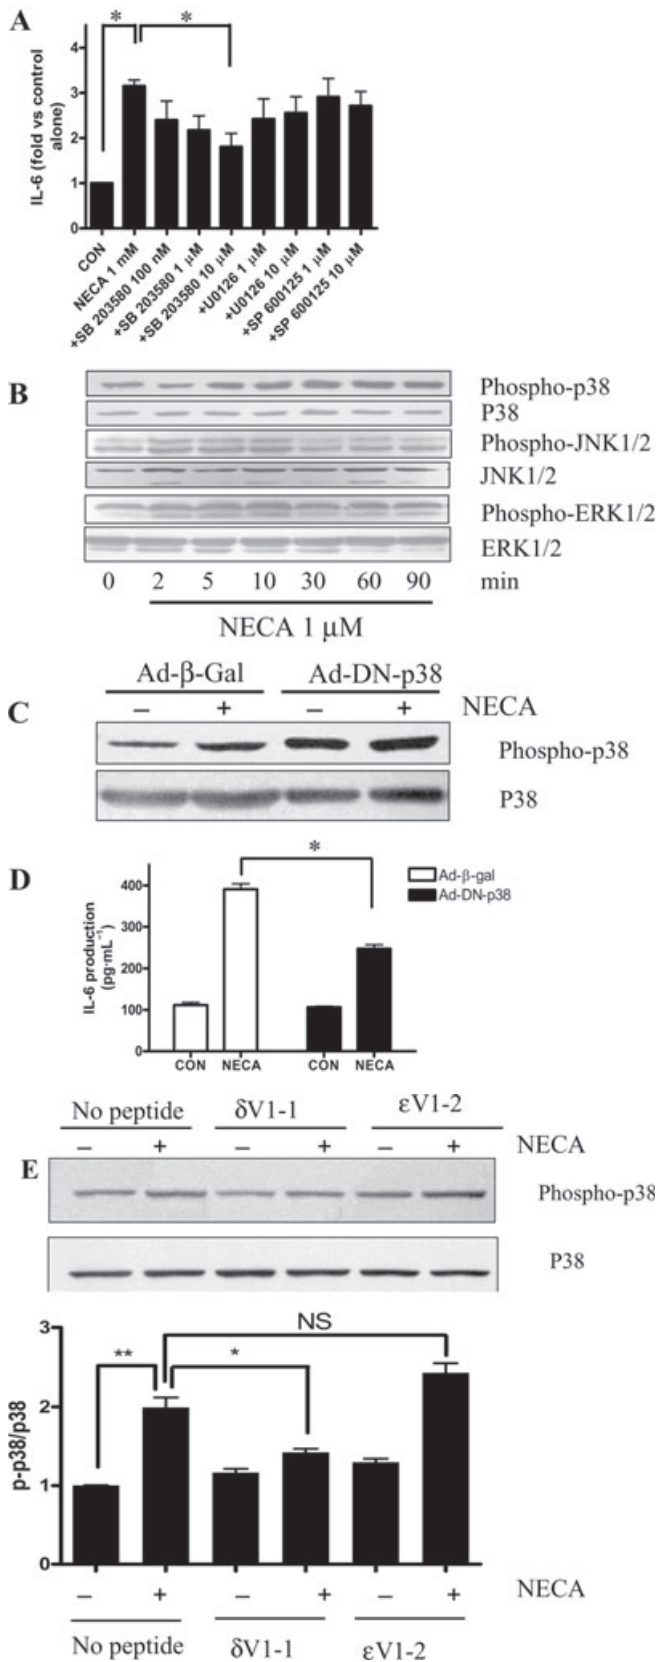 A
* *
4
3
2
1
0
IL-6 (fold vs control
alone)
CON
NECA 1 mM
+SB 203580 100 nM
+SB 203580 1 µM
+SB 203580 10 µM
+U0126 1 µM
+U0126 10 µM
+SP 600125 1 µM
+SP 600125 10 µM
B
Phospho-p38
P38
Phospho-JNK1/2
JNK1/2
Phospho-ERK1/2
ERK1/2
0 2 5 10 30 60 90 min
NECA 1 µM
Ad-β-Gal Ad-DN-p38
C
– + – + NECA
Phospho-p38
P38
D
*
Ad-β-gal
Ad-DN-p38
400
300
200
100
0
IL-6 production
(pg·mL⁻¹)
CON NECA CON NECA
No peptide δV1-1 εV1-2
– + – + – + NECA
E
Phospho-p38
P38
NS
** *
3
2
1
0
p-p38/p38
– + – + – + NECA
No peptide δV1-1 εV1-2